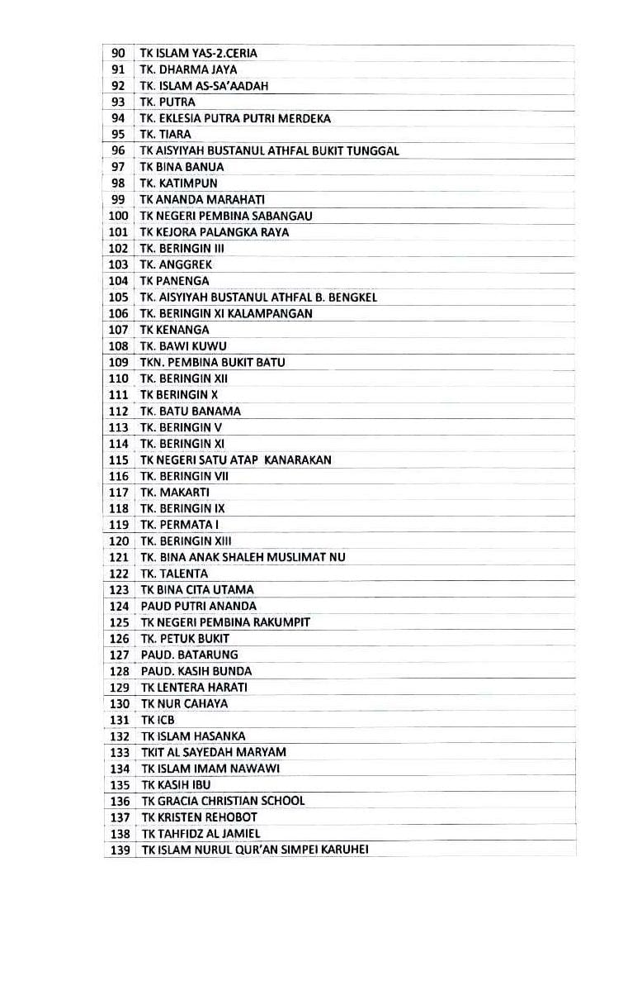 90 TK ISLAM YAS-2.CERIA
91 TK. DHARMA JAYA
92 TK. ISLAM AS-SA'AADAH
93 TK. PUTRA
94 TK. EKLESIA PUTRA PUTRI MERDEKA
95 TK. TIARA
96 TK AISYIYAH BUSTANUL ATHFAL BUKIT TUNGGAL
97 TK BINA BANUA
98 TK. KATIMPUN
99 TK ANANDA MARAHATI
100 TK NEGERI PEMBINA SABANGAU
101 TK KEJORA PALANGKA RAYA
102 TK. BERINGIN III
103 TK. ANGGREK
104 TK PANENGA
105 TK. AISYIYAH BUSTANUL ATHFAL B. BENGKEL
106 TK. BERINGIN XI KALAMPANGAN
107 TK KENANGA
108 TK. BAWI KUWU
109 TKN. PEMBINA BUKIT BATU
110 TK. BERINGIN XII
111 TK BERINGIN X
112 TK. BATU BANAMA
113 TK. BERINGIN V
114 TK. BERINGIN XI
115 TK NEGERI SATU ATAP KANARAKAN
116 TK. BERINGIN VII
117 TK. MAKARTI
118 TK. BERINGIN IX
119 TK. PERMATA I
120 TK. BERINGIN XIII
121 TK. BINA ANAK SHALEH MUSLIMAT NU
122 TK. TALENTA
123 TK BINA CITA UTAMA
124 PAUD PUTRI ANANDA
125 TK NEGERI PEMBINA RAKUMPIT
126 TK. PETUK BUKIT
127 PAUD. BATARUNG
128 PAUD. KASIH BUNDA
129 TK LENTERA HARATI
130 TK NUR CAHAYA
131 TK ICB
132 TK ISLAM HASANKA
133 TKIT AL SAYEDAH MARYAM
134 TK ISLAM IMAM NAWAWI
135 TK KASIH IBU
136 TK GRACIA CHRISTIAN SCHOOL
137 TK KRISTEN REHOBOT
138 TK TAHFIDZ AL JAMIEL
139 TK ISLAM NURUL QUR'AN SIMPEI KARUHEI